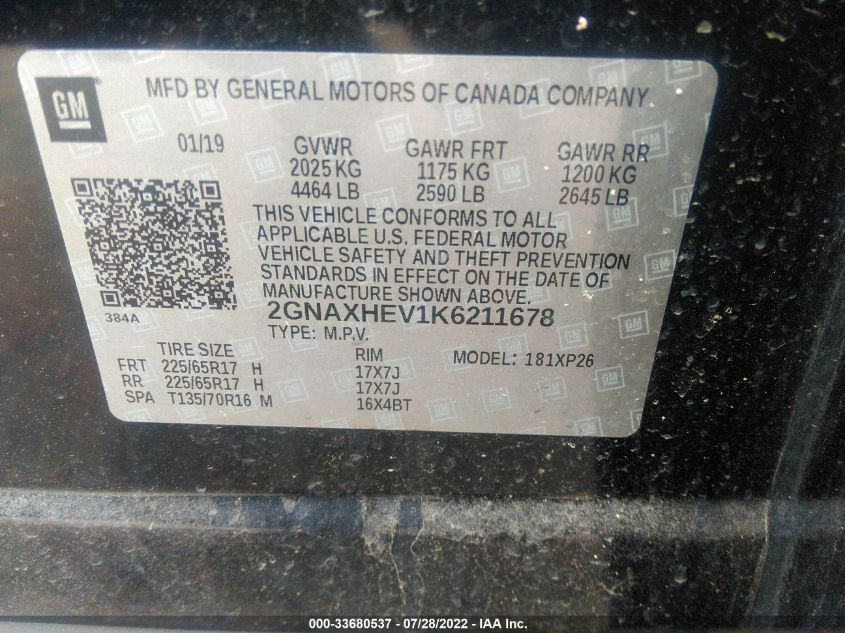 GM
MFD BY GENERAL MOTORS OF CANADA COMPANY
01/19 GVWR GAWR FRT GAWR RR
2025 KG 1175 KG 1200 KG
4464 LB 2590 LB 2645 LB
THIS VEHICLE CONFORMS TO ALL
APPLICABLE U.S. FEDERAL MOTOR
VEHICLE SAFETY AND THEFT PREVENTION
STANDARDS IN EFFECT ON THE DATE OF
MANUFACTURE SHOWN ABOVE.
384A 2GNAXHEV1K6211678
TYPE: M.P.V.
TIRE SIZE RIM MODEL: 181XP26
FRT 225/65R17 H 17X7J
RR 225/65R17 H 17X7J
SPA T135/70R16 M 16X4BT
000-33680537 - 07/28/2022 - IAA Inc.